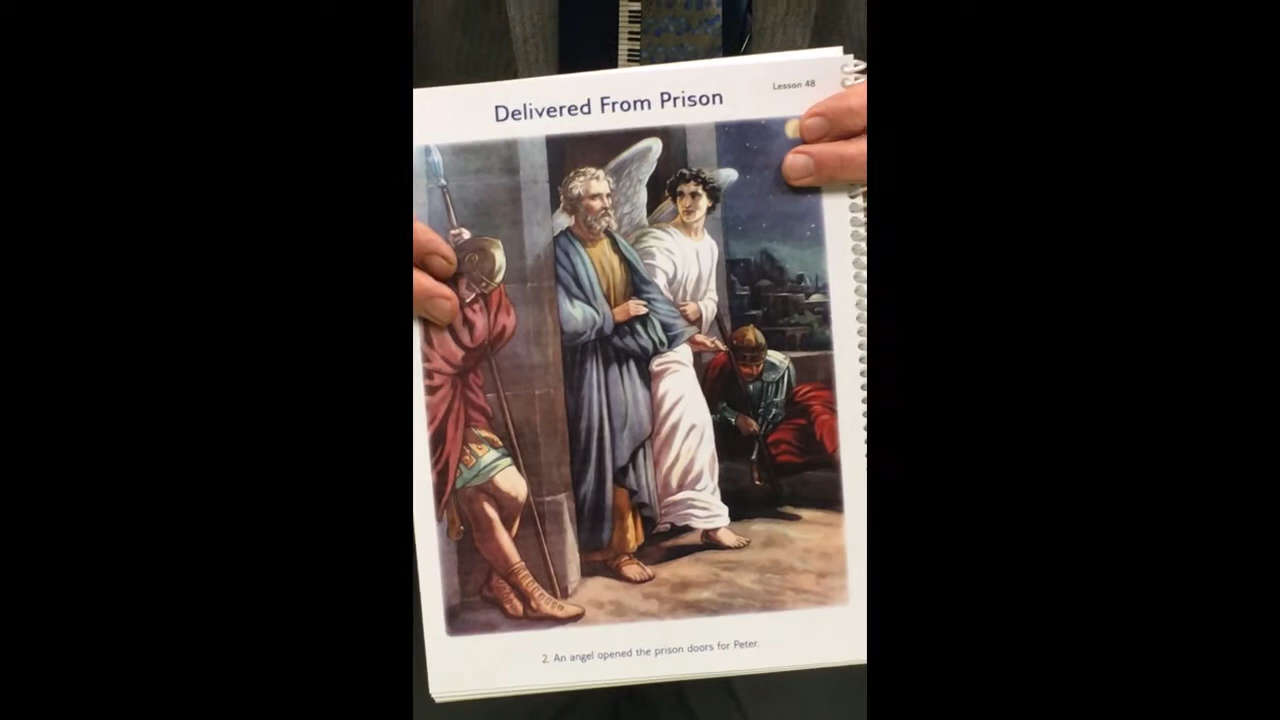 Lesson 48
Delivered From Prison
2. An angel opened the prison doors for Peter.